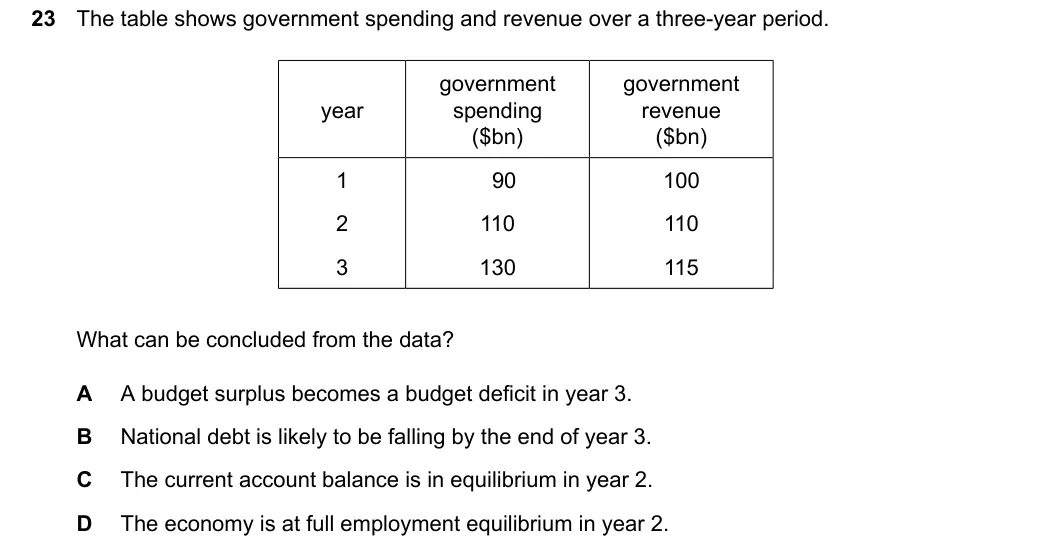 23 The table shows government spending and revenue over a three-year period.
year government spending ($bn) government revenue ($bn)
1 90 100
2 110 110
3 130 115
What can be concluded from the data?
A A budget surplus becomes a budget deficit in year 3.
B National debt is likely to be falling by the end of year 3.
C The current account balance is in equilibrium in year 2.
D The economy is at full employment equilibrium in year 2.